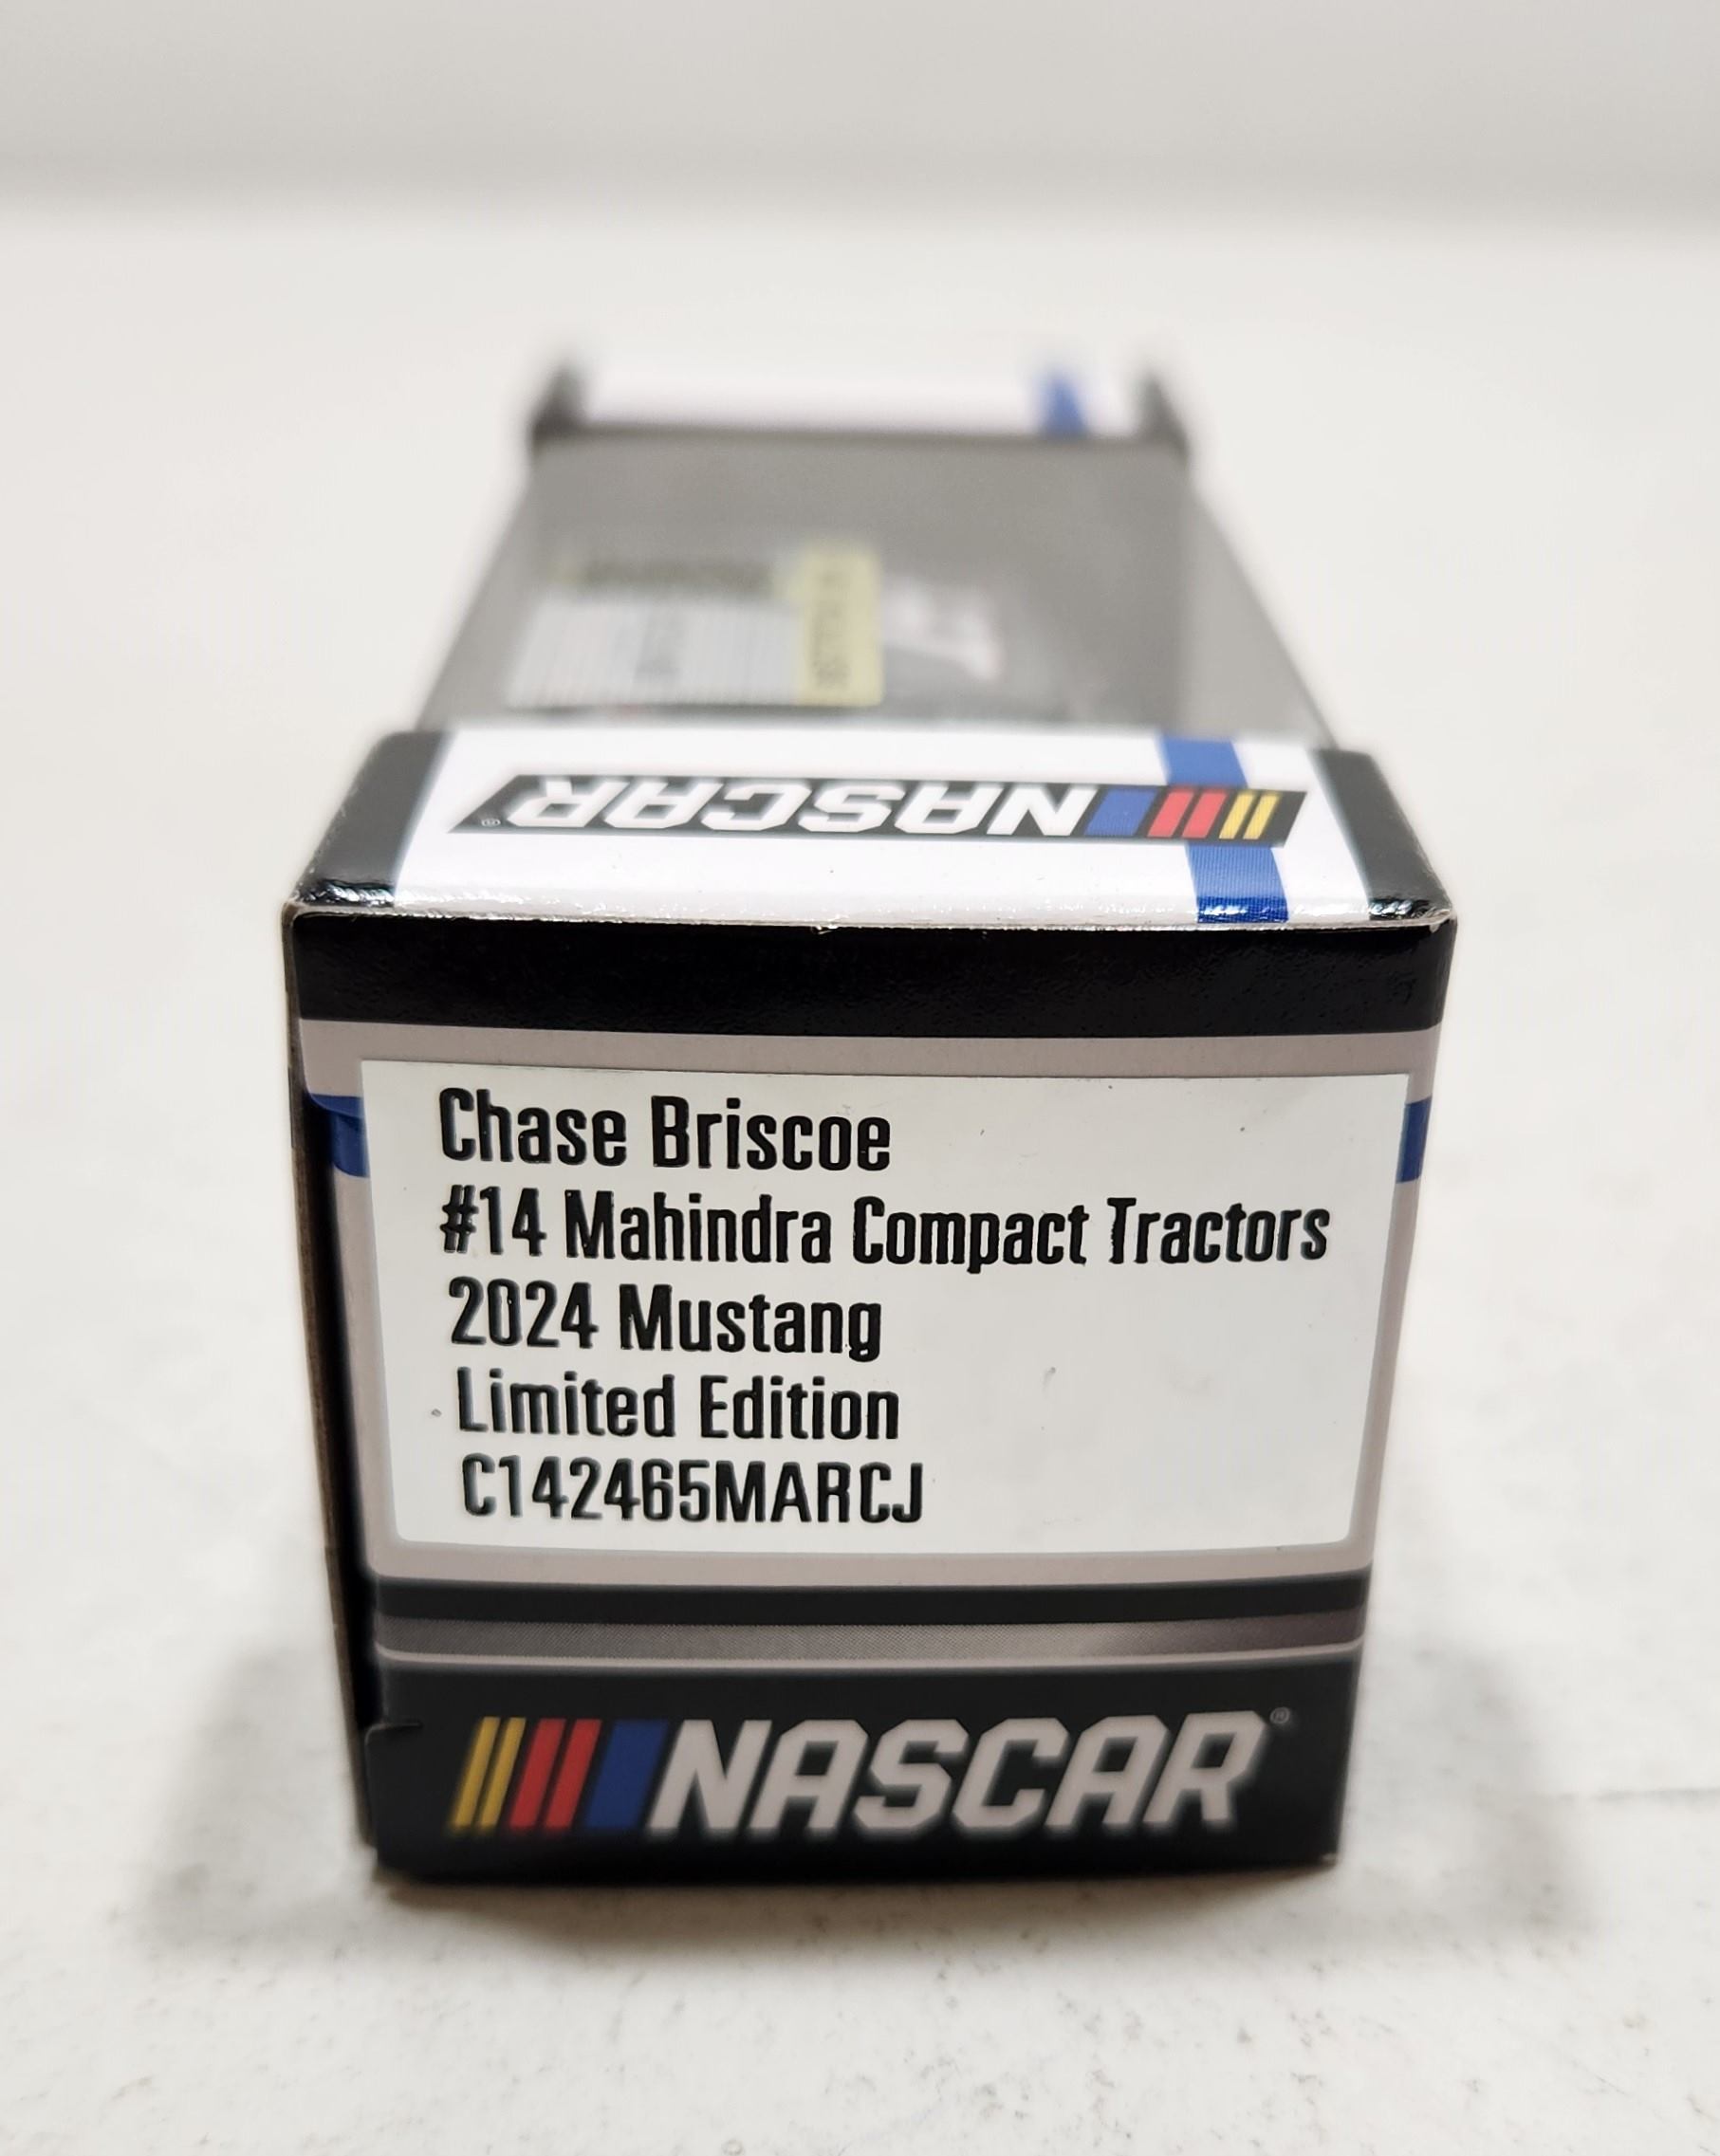 NASCAR®
Chase Briscoe
#14 Mahindra Compact Tractors
2024 Mustang
Limited Edition
C142465MARCJ
NASCAR®